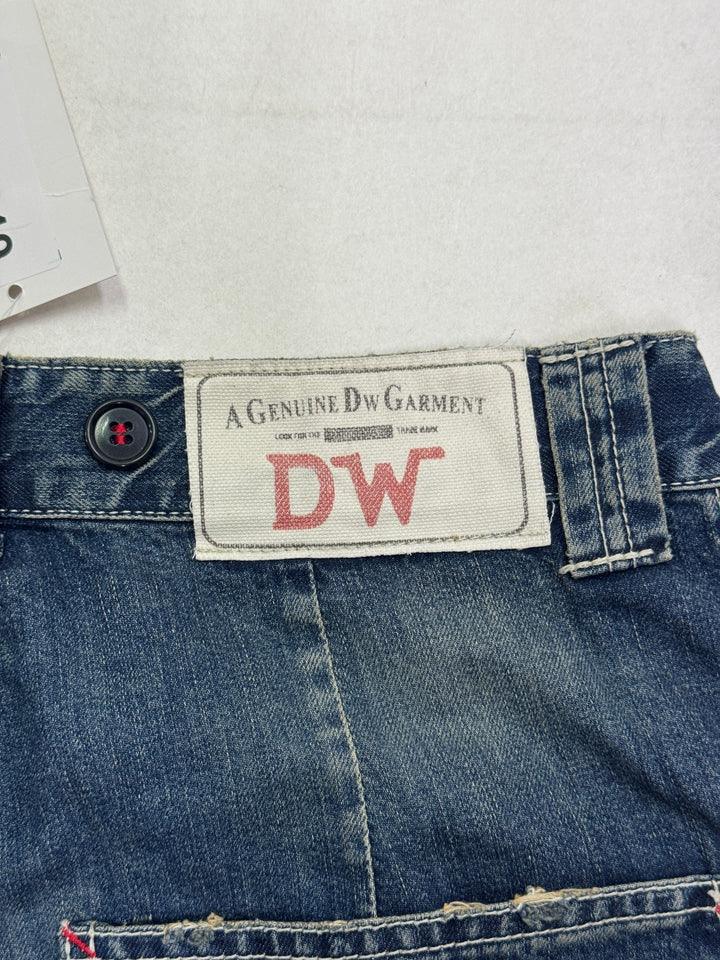 A GENUINE DW GARMENT
LOOK FOR THE TRADE MARK
DW